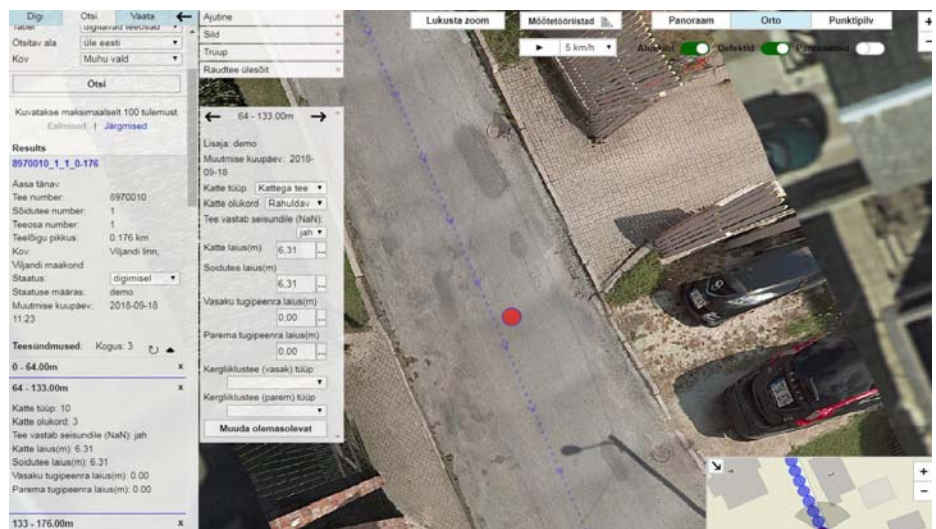 Digi Otsi Vaata
Tabel digitavad teeosad
Otsitav ala üle eesti
Kov Muhu vald
Otsi
Kuvatakse maksimaalselt 100 tulemust.
Eelmised | Järgmised
Results
8970010_1_1_0-176
Aasa tänav
Tee number: 8970010
Sõidutee number: 1
Teeosa number: 1
Teelõigu pikkus: 0.176 km
Kov Viljandi linn,
Viljandi maakond
Staatus: digimisel
Staatuse määras: demo
Muutmise kuupäev: 2018-09-18
11:23
Teesündmused: Kogus: 3
0 - 64.00m x
64 - 133.00m x
Katte tüüp: 10
Katte olukord: 3
Tee vastab seisundile (NaN): jah
Katte laius(m): 6.31
Soidutee laius(m): 6.31
Vasaku tugipeenra laius(m): 0.00
Parema tugipeenra laius(m): 0.00
133 - 176.00m x
Ajutine
Sild
Truup
Raudtee ülesõit
64 - 133.00m
Lisaja: demo
Muutmise kuupäev: 2018-
09-18
Katte tüüp Kattega tee
Katte olukord Rahuldav
Tee vastab seisundile (NaN):
jah
Katte laius(m)
6,31 ...
Soidutee laius(m)
6,31 ...
Vasaku tugipeenra laius(m)
0,00 ...
Parema tugipeenra laius(m)
0,00 ...
Kergliiklustee (vasak) tüüp
Kergliiklustee (parem) tüüp
Muuda olemasolevat
Lukusta zoom Mõõtetööriistad Panoraam Orto Punktipilv
5 km/h Aluskiht Defektid Panoraamid
+
−
+
−